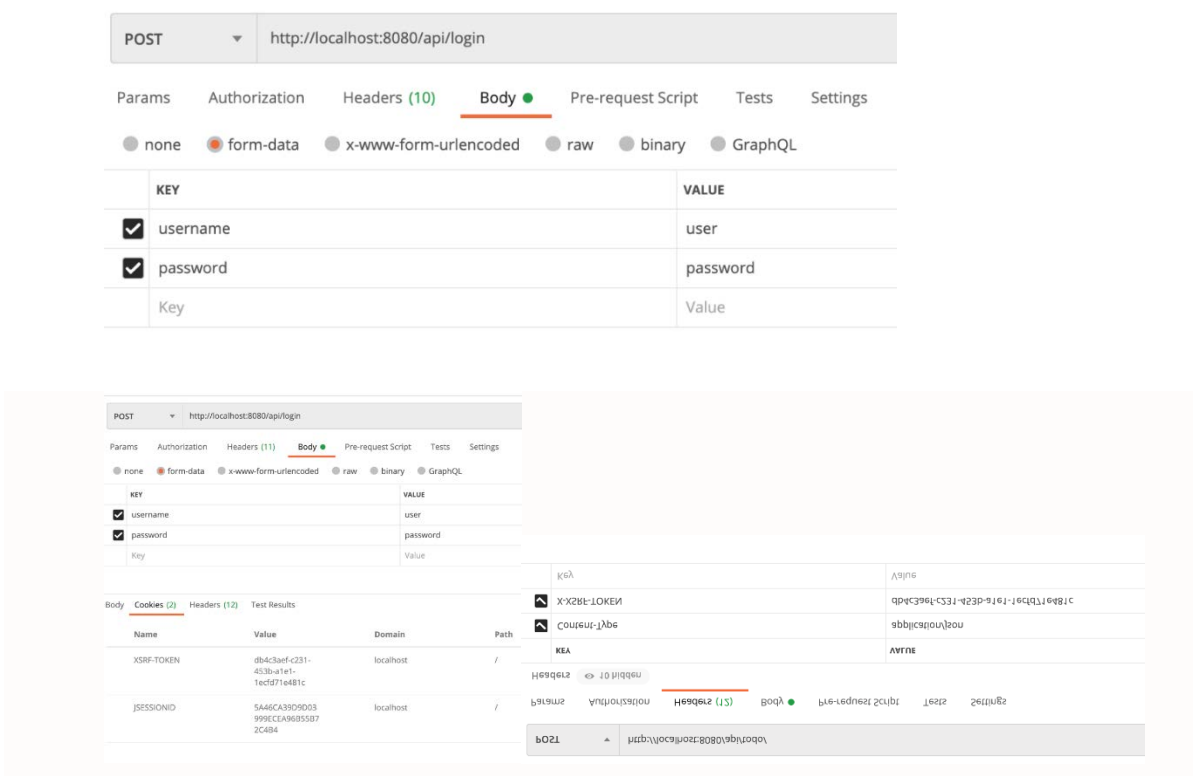 POST http://localhost:8080/api/login
Params Authorization Headers (10) Body Pre-request Script Tests Settings
none form-data x-www-form-urlencoded raw binary GraphQL
KEY VALUE
username user
password password
Key Value
POST http://localhost:8080/api/login
Params Authorization Headers (11) Body Pre-request Script Tests Settings
none form-data x-www-form-urlencoded raw binary GraphQL
KEY VALUE
username user
password password
Key Value
Body Cookies (2) Headers (12) Test Results
Name Value Domain Path
XSRF-TOKEN db4c3aef-c231- localhost /
453b-a1e1-
1ecfd71e481c
JSESSIONID 5A46CA39D9D03 localhost /
999ECEA96B5SB7
2C4B4
POST http://localhost:8080/api/todo/
Params Authorization Headers (12) Body Pre-request Script Tests Settings
Headers 10 hidden
KEY VALUE
Content-Type application/json
X-XSRF-TOKEN db4c3aef-c231-453b-a1e1-1ecfd71e481c
Key Value